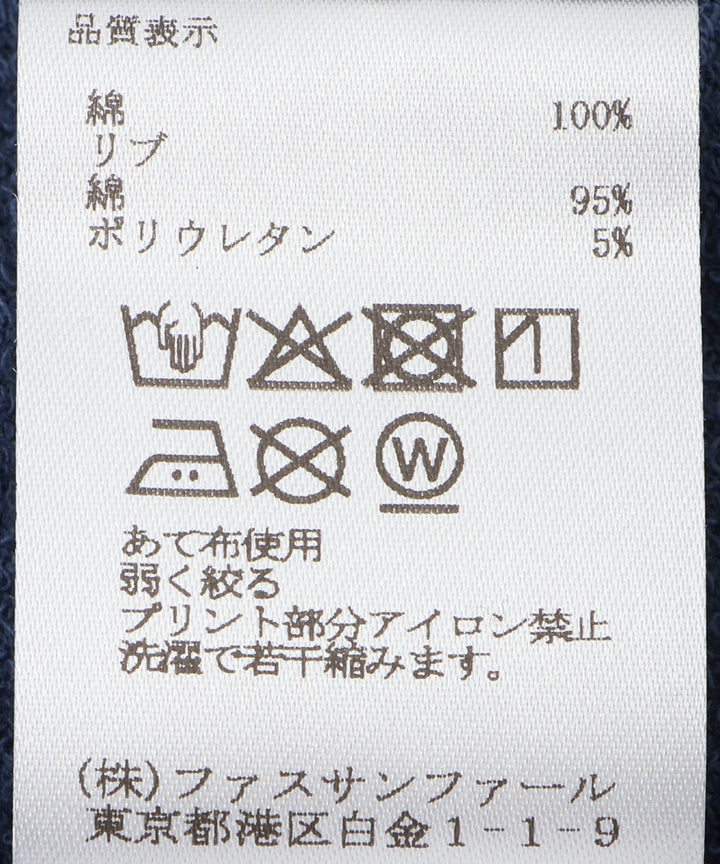 品質表示
綿 100%
リブ
綿 95%
ポリウレタン 5%
W
あて布使用
弱く絞る
プリント部分アイロン禁止
洗濯で若干縮みます。
(株)ファスサンファール
東京都港区白金1-1-9